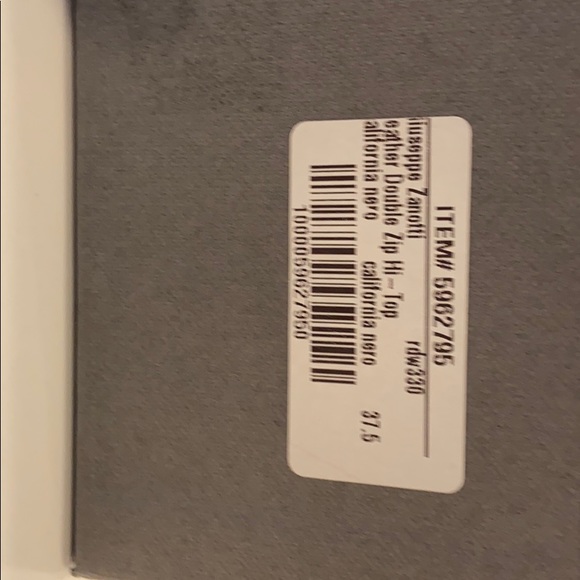 ITEM# 5962795
iuseppe Zanotti rdw330
eather Double Zip Hi-Top
alifornia nero california nero 37.5
1000059627950